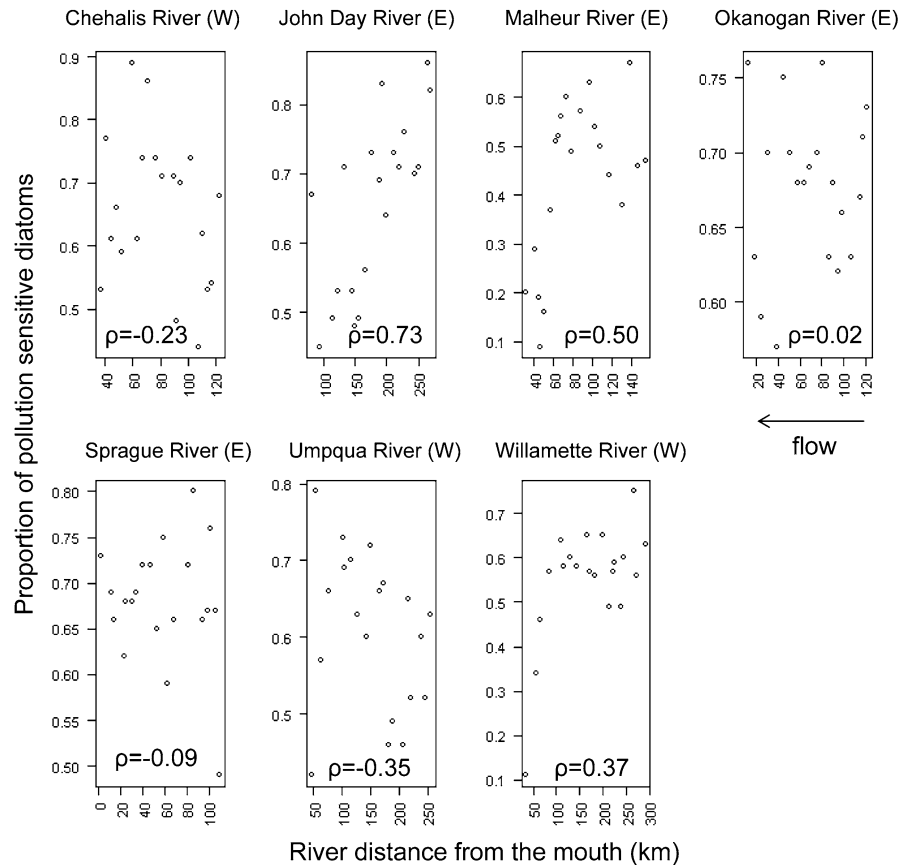 Chehalis River (W)
John Day River (E)
Malheur River (E)
Okanogan River (E)
0.9
0.8
0.7
0.6
0.5
ρ=-0.23
40 60 80 100 120
0.8
0.7
0.6
0.5
ρ=0.73
100 150 200 250
0.6
0.5
0.4
0.3
0.2
0.1
ρ=0.50
40 60 80 100 120 140
0.75
0.70
0.65
0.60
ρ=0.02
20 40 60 80 100 120
flow
Proportion of pollution sensitive diatoms
Sprague River (E)
Umpqua River (W)
Willamette River (W)
0.80
0.75
0.70
0.65
0.60
0.55
0.50
ρ=-0.09
0 20 40 60 80 100
0.8
0.7
0.6
0.5
ρ=-0.35
50 100 150 200 250
0.7
0.6
0.5
0.4
0.3
0.2
0.1
ρ=0.37
50 100 150 200 250 300
River distance from the mouth (km)